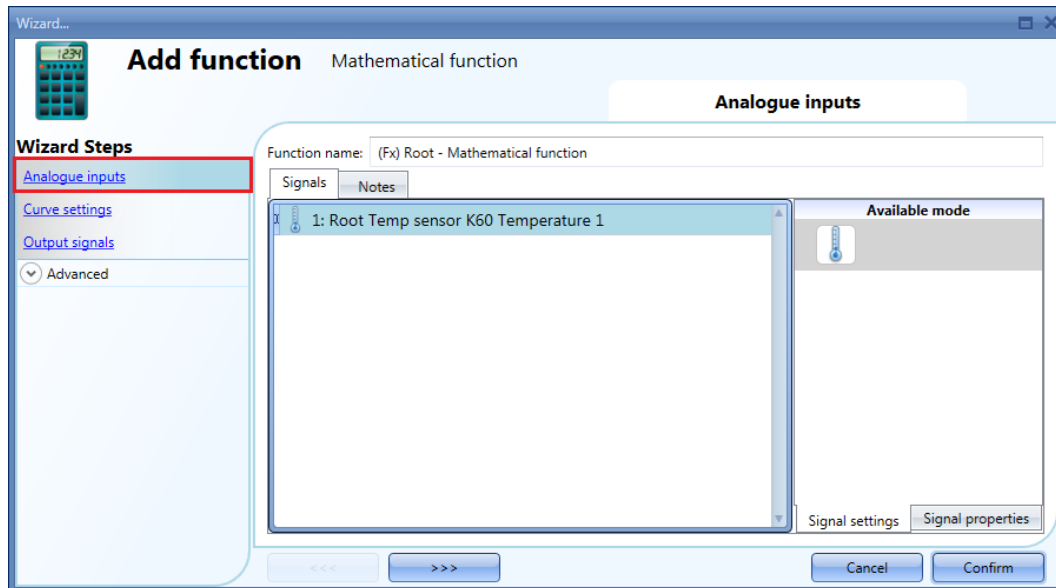 Wizard...
1234
Add function Mathematical function
Analogue inputs
Wizard Steps
Analogue inputs
Curve settings
Output signals
Advanced
Function name: (Fx) Root - Mathematical function
Signals Notes
1: Root Temp sensor K60 Temperature 1
Available mode
Signal settings Signal properties
<<< >>> Cancel Confirm